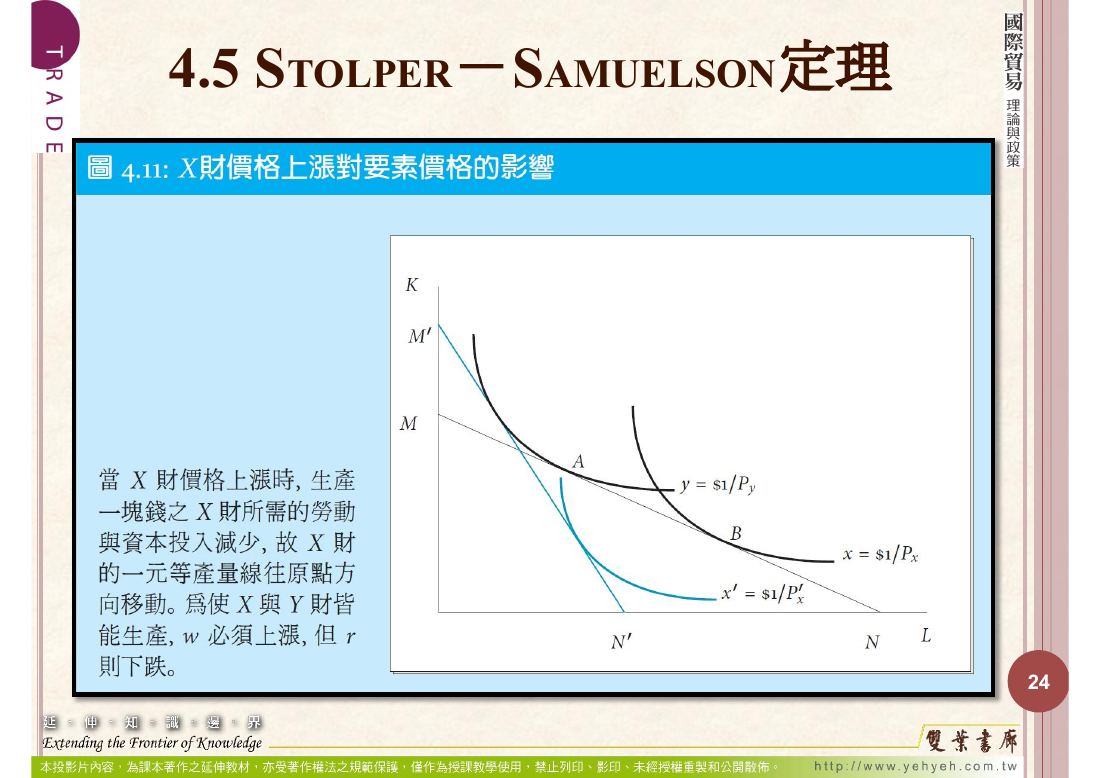 TRADE
4.5 STOLPER－SAMUELSON定理
國際貿易 理論與政策
圖 4.11: X財價格上漲對要素價格的影響
當 X 財價格上漲時, 生產
一塊錢之 X 財所需的勞動
與資本投入減少, 故 X 財
的一元等產量線往原點方
向移動。爲使 X 與 Y 財皆
能生產, w 必須上漲, 但 r
則下跌。
K
M′
M
A
y = $1/Py
B
x = $1/Px
x′ = $1/P′x
N′
N
L
24
延‧伸‧知‧識‧邊‧界
Extending the Frontier of Knowledge
雙葉書廊
本投影片內容，為課本著作之延伸教材，亦受著作權法之規範保護，僅作為授課教學使用，禁止列印、影印、未經授權重製和公開散佈。
http://www.yehyeh.com.tw